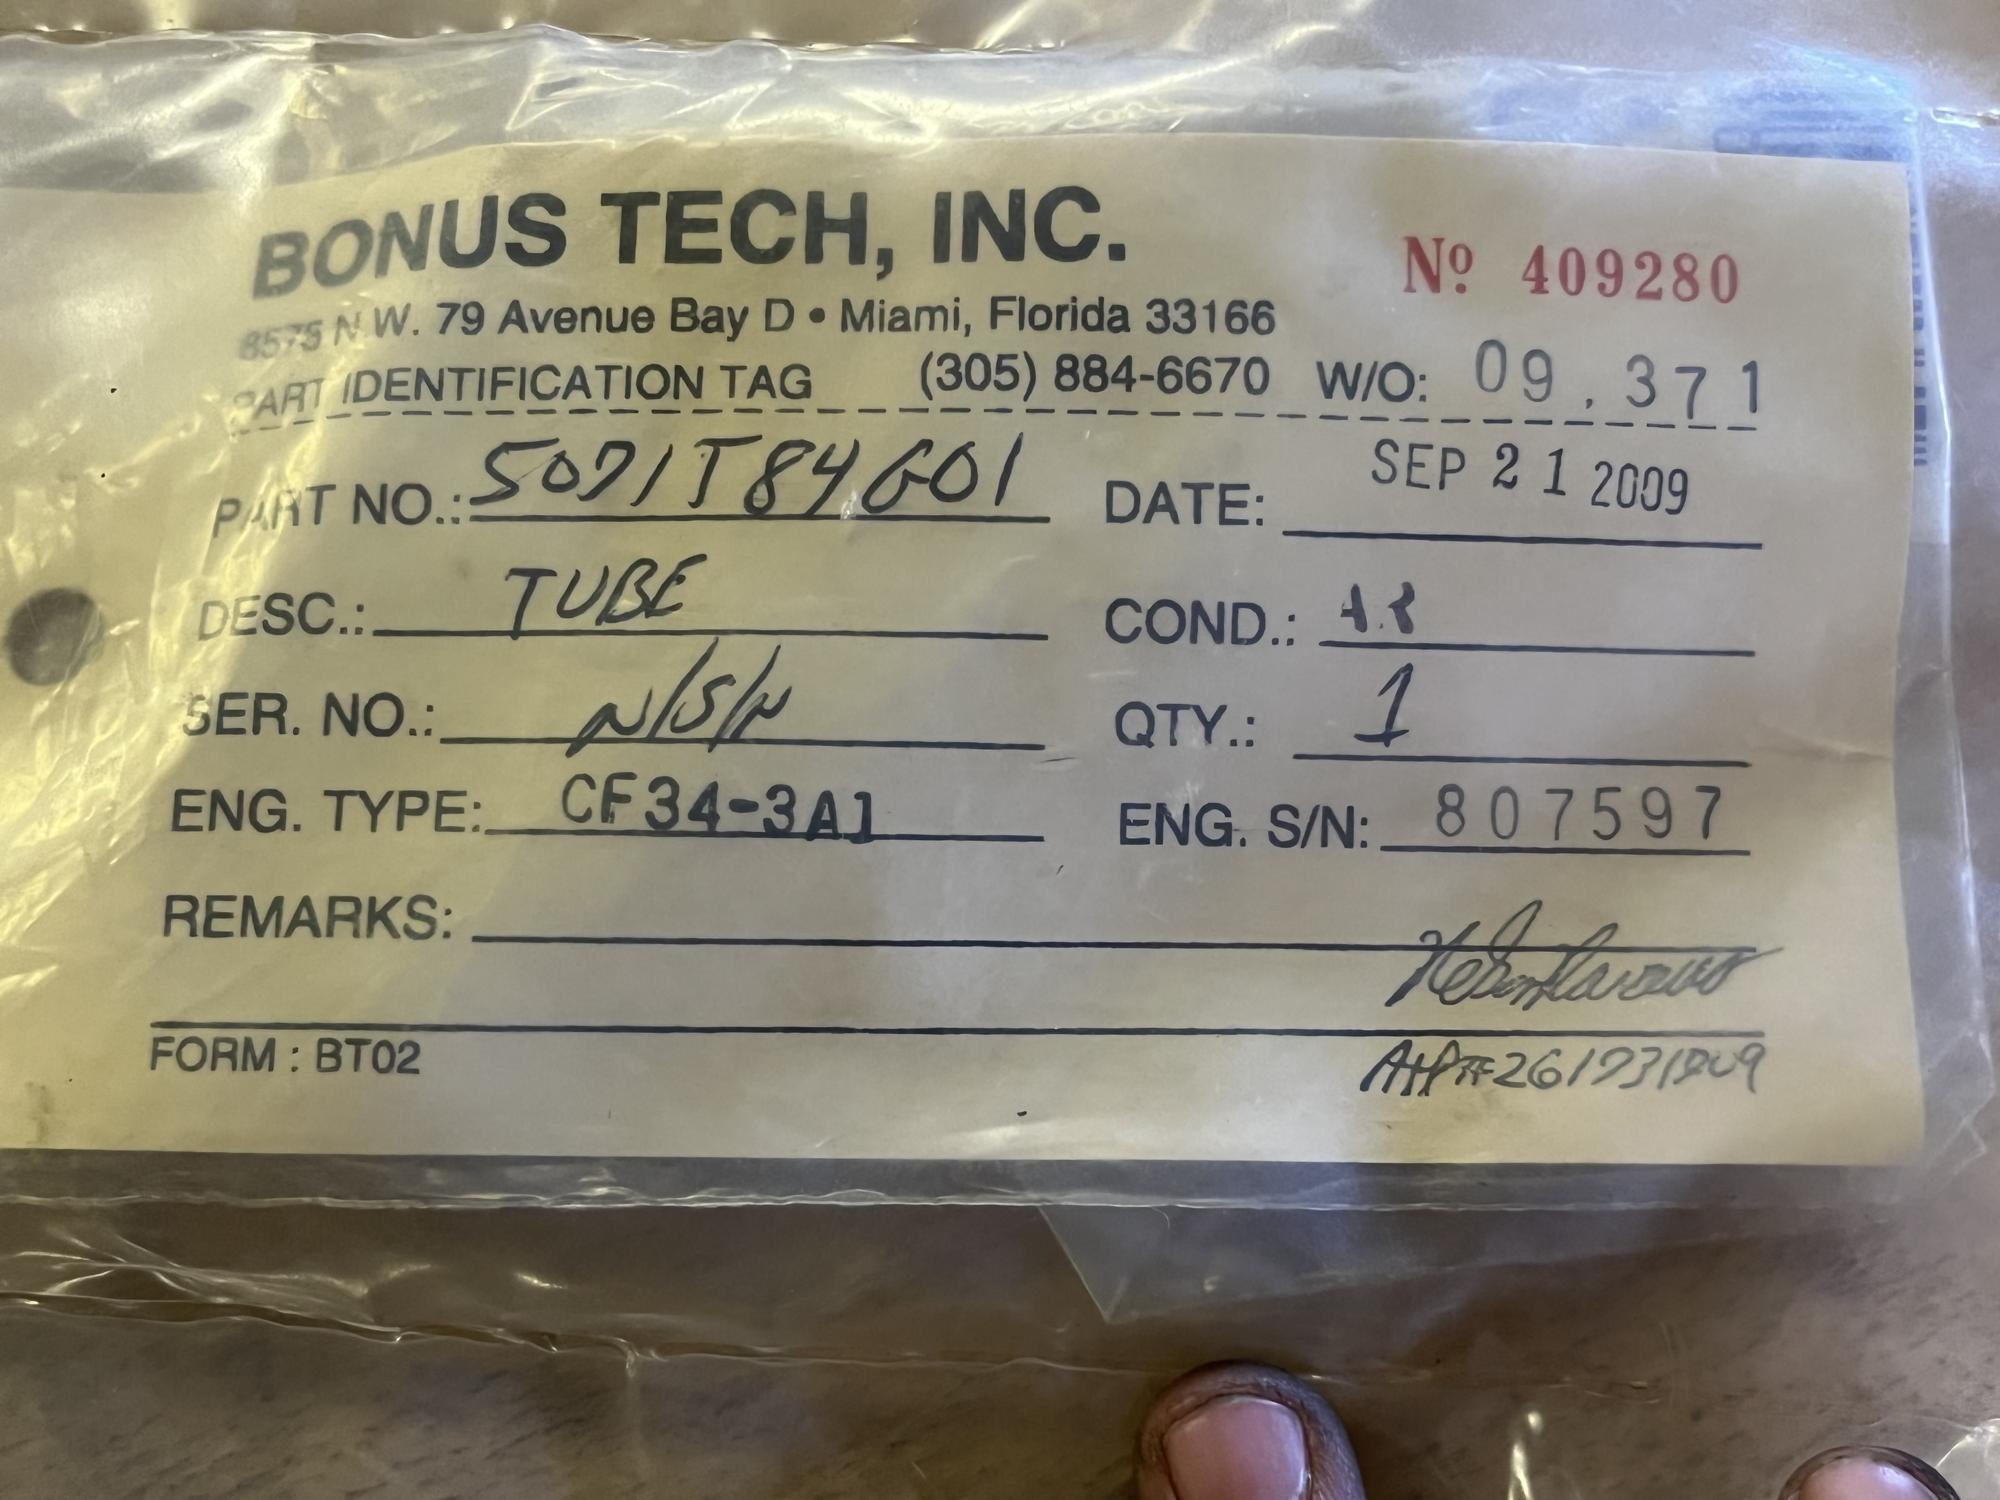 BONUS TECH, INC.
Nº 409280
8575 N.W. 79 Avenue Bay D • Miami, Florida 33166
PART IDENTIFICATION TAG (305) 884-6670 W/O: 09.371
PART NO.: 5071T84G01 DATE: SEP 21 2009
DESC.: TUBE COND.:
SER. NO.: N/S/N QTY.: 1
ENG. TYPE: CF34-3A1 ENG. S/N: 807597
REMARKS:
FORM : BT02